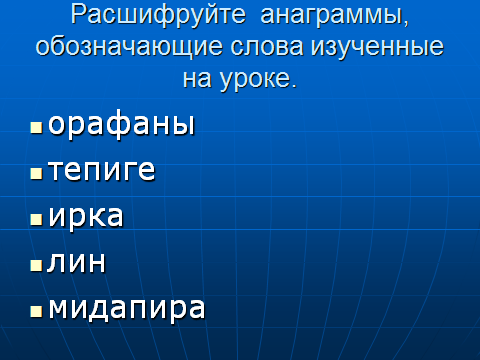 Расшифруйте анаграммы,
обозначающие слова изученные
на уроке.
орафаны
тепиге
ирка
лин
мидапира